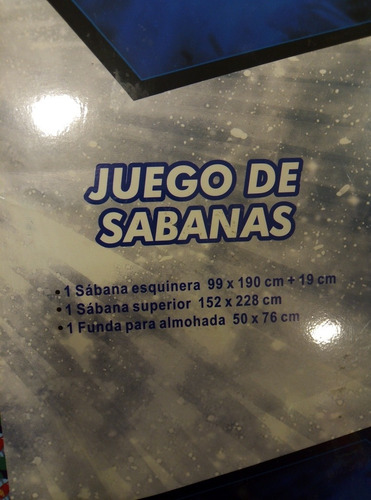 JUEGO DE
SABANAS
• 1 Sábana esquinera 99 x 190 cm + 19 cm
• 1 Sábana superior 152 x 228 cm
• 1 Funda para almohada 50 x 76 cm